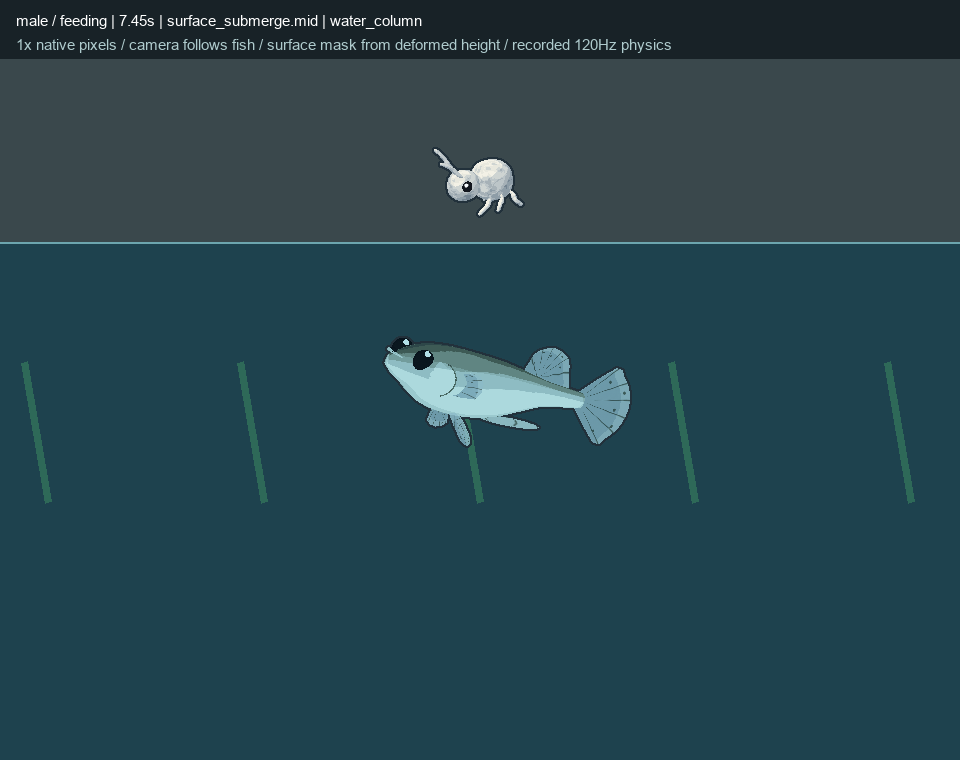 male / feeding | 7.45s | surface_submerge.mid | water_column
1x native pixels / camera follows fish / surface mask from deformed height / recorded 120Hz physics